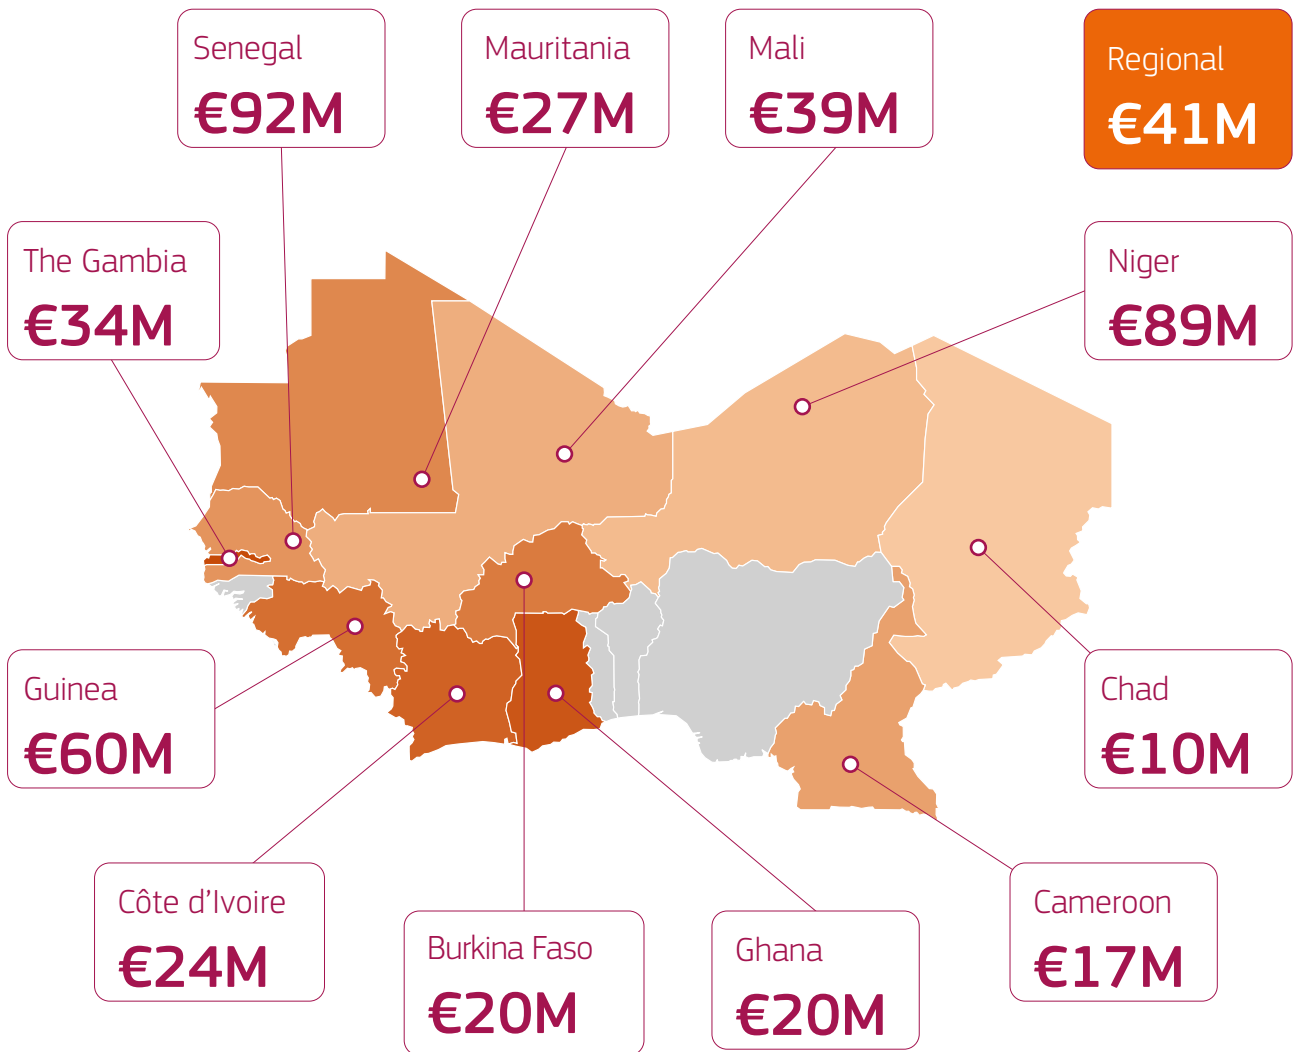 Senegal
€92M
Mauritania
€27M
Mali
€39M
Regional
€41M
The Gambia
€34M
Niger
€89M
Guinea
€60M
Chad
€10M
Côte d'Ivoire
€24M
Burkina Faso
€20M
Ghana
€20M
Cameroon
€17M